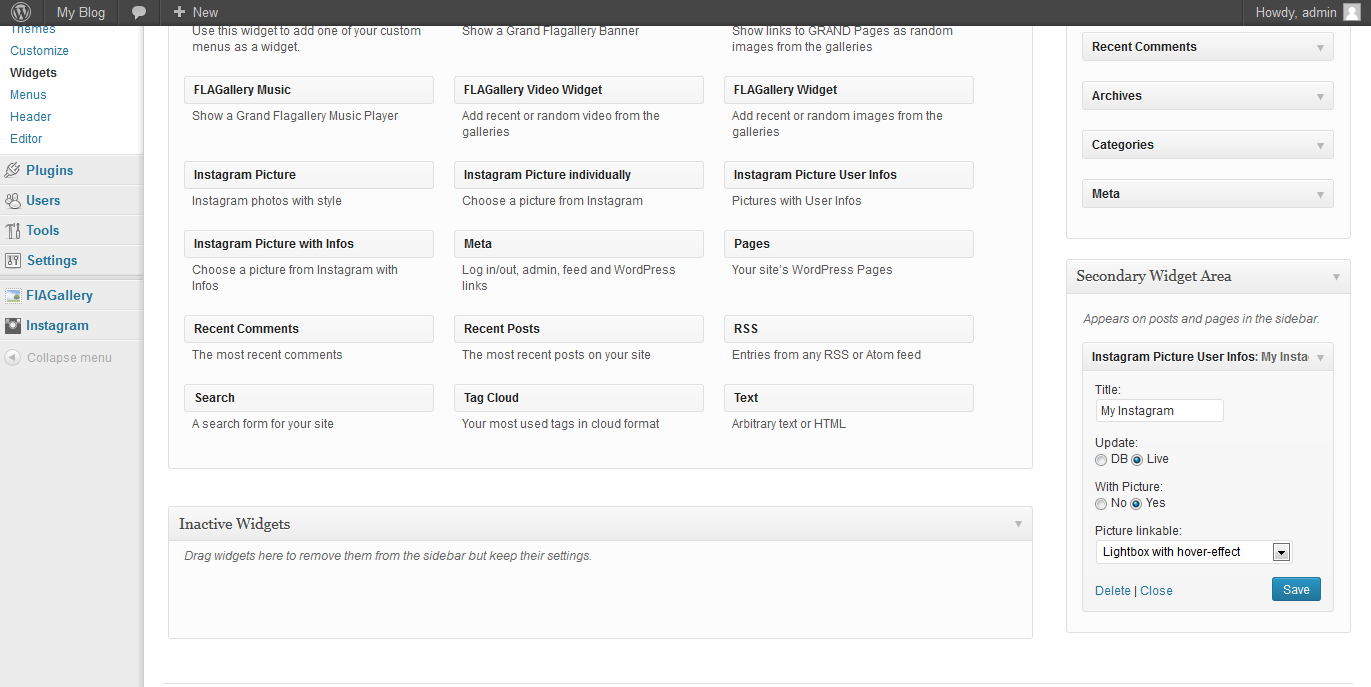 My Blog
New
Howdy, admin
Themes
Customize
Widgets
Menus
Header
Editor
Plugins
Users
Tools
Settings
FlAGallery
Instagram
Collapse menu
Use this widget to add one of your custom
menus as a widget.
Show a Grand Flagallery Banner
Show links to GRAND Pages as random
images from the galleries
FLAGallery Music
Show a Grand Flagallery Music Player
FLAGallery Video Widget
Add recent or random video from the
galleries
FLAGallery Widget
Add recent or random images from the
galleries
Instagram Picture
Instagram photos with style
Instagram Picture individually
Choose a picture from Instagram
Instagram Picture User Infos
Pictures with User Infos
Instagram Picture with Infos
Choose a picture from Instagram with
Infos
Meta
Log in/out, admin, feed and WordPress
links
Pages
Your site's WordPress Pages
Recent Comments
The most recent comments
Recent Posts
The most recent posts on your site
RSS
Entries from any RSS or Atom feed
Search
A search form for your site
Tag Cloud
Your most used tags in cloud format
Text
Arbitrary text or HTML
Inactive Widgets
Drag widgets here to remove them from the sidebar but keep their settings.
Recent Comments
Archives
Categories
Meta
Secondary Widget Area
Appears on posts and pages in the sidebar.
Instagram Picture User Infos: My Insta
Title:
My Instagram
Update:
DB Live
With Picture:
No Yes
Picture linkable:
Lightbox with hover-effect
Delete | Close
Save